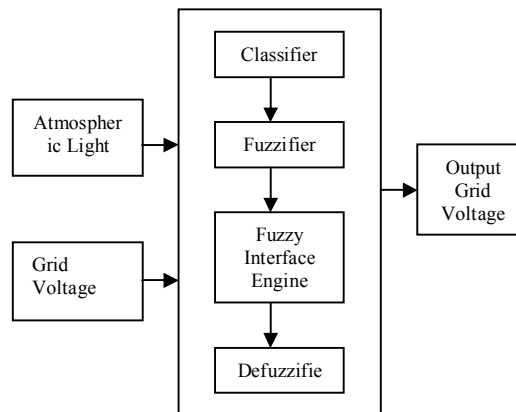 Classifier
Atmospher
ic Light
Fuzzifier
Output
Grid
Voltage
Grid
Voltage
Fuzzy
Interface
Engine
Defuzzifie